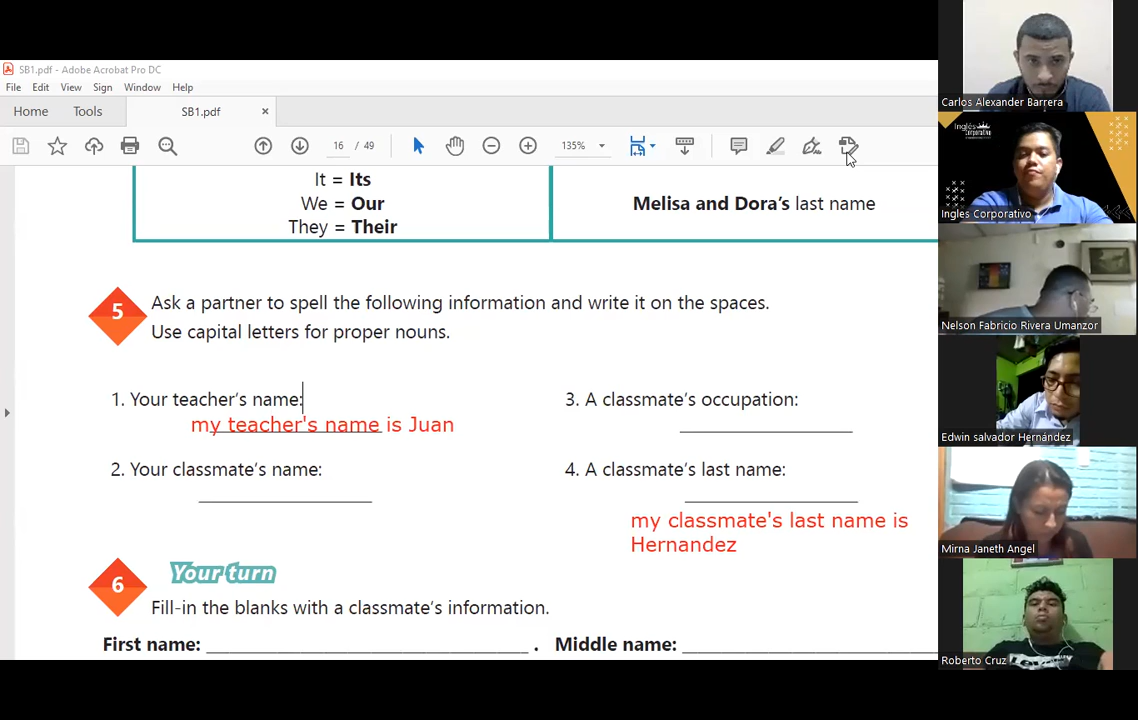 SB1.pdf - Adobe Acrobat Pro DC
File Edit View Sign Window Help
Home Tools SB1.pdf ×
16 / 49 135%
It = Its
We = Our
They = Their
Melisa and Dora's last name
5
Ask a partner to spell the following information and write it on the spaces.
Use capital letters for proper nouns.
1. Your teacher's name:
my teacher's name is Juan
2. Your classmate's name:
3. A classmate's occupation:
4. A classmate's last name:
my classmate's last name is
Hernandez
6
Your turn
Fill-in the blanks with a classmate's information.
First name: . Middle name:
Carlos Alexander Barrera
Inglés
Corporativo
Ingles Corporativo
Nelson Fabricio Rivera Umanzor
Edwin salvador Hernández
Mirna Janeth Angel
Roberto Cruz